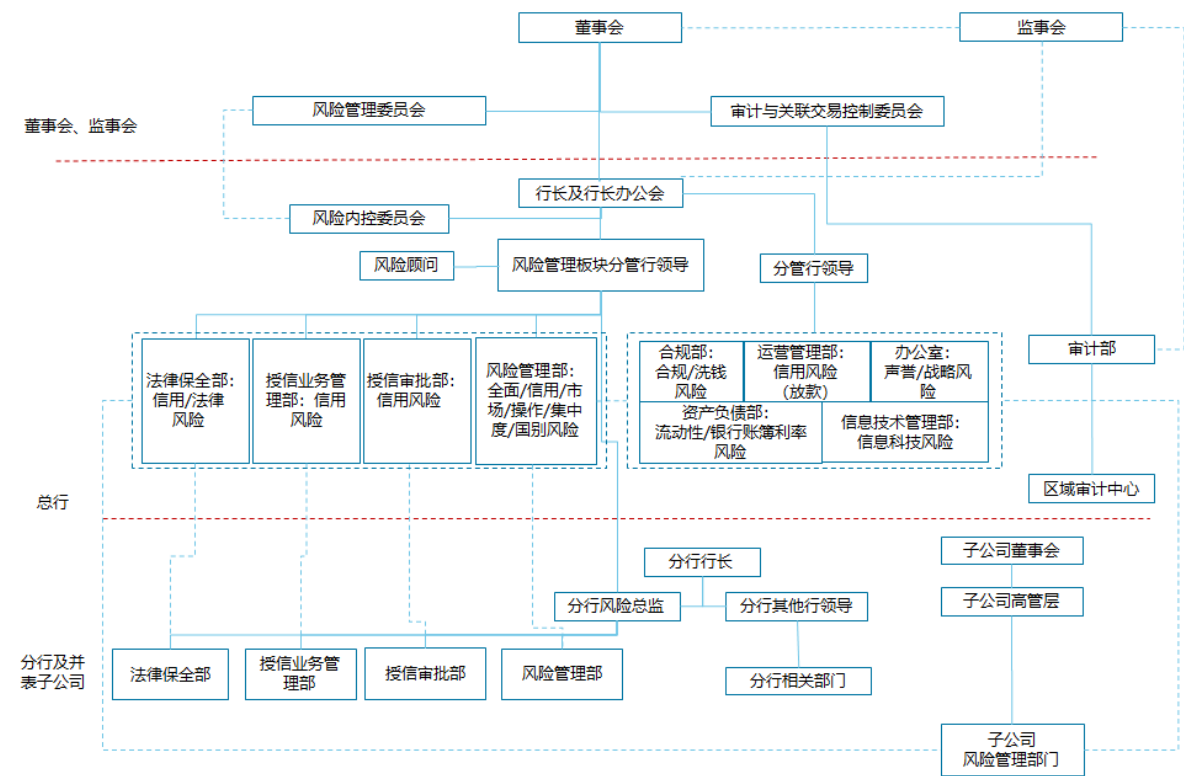 董事会
监事会
风险管理委员会
审计与关联交易控制委员会
董事会、监事会
行长及行长办公会
风险内控委员会
风险顾问
风险管理板块分管行领导
分管行领导
法律保全部：
信用/法律
风险
授信业务管
理部：信用
风险
授信审批部：
信用风险
风险管理部：
全面/信用/市
场/操作/集中
度/国别风险
合规部：
合规/洗钱
风险
运营管理部：
信用风险
（放款）
办公室：
声誉/战略风
险
资产负债部：
流动性/银行账簿利率
风险
信息技术管理部：
信息科技风险
审计部
区域审计中心
总行
分行行长
分行风险总监
分行其他行领导
子公司董事会
子公司高管层
分行及并
表子公司
法律保全部
授信业务管
理部
授信审批部
风险管理部
分行相关部门
子公司
风险管理部门